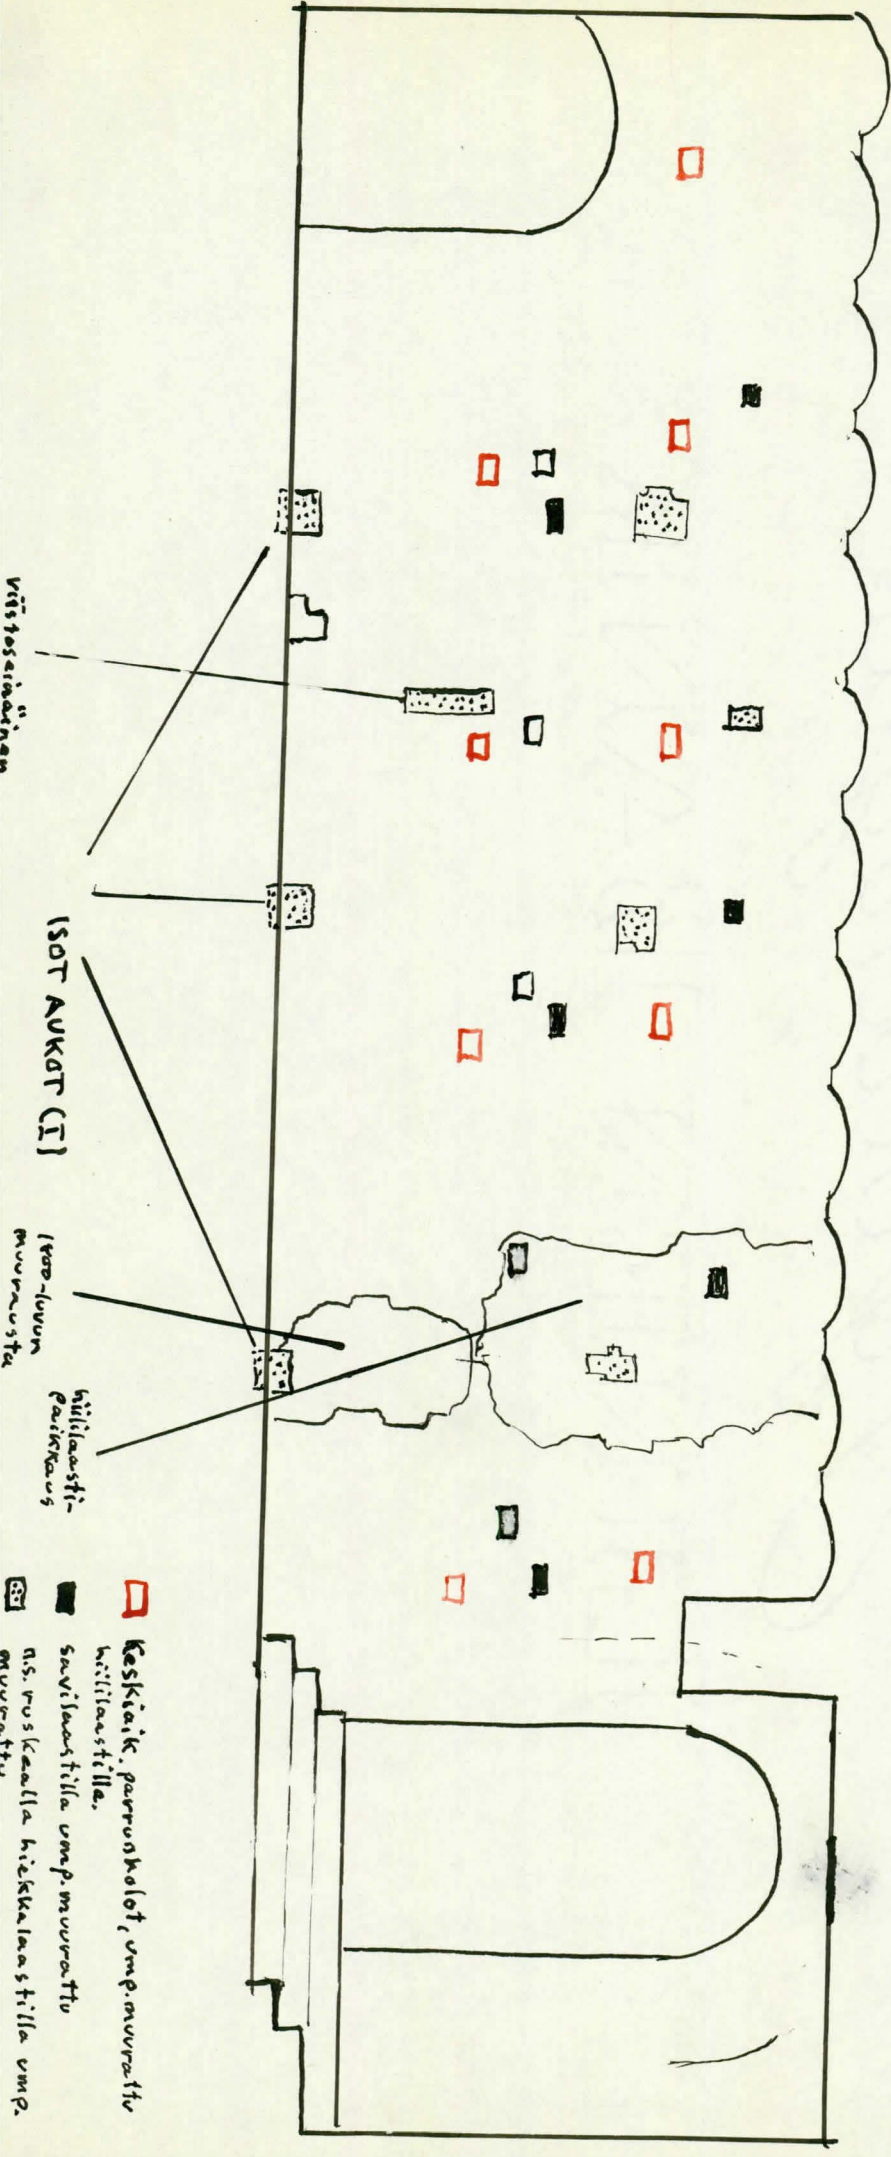 viistoseinäinen
ISOT AUKOT (I)
1700-luvun
muurausta
hiililaasti-
paikkaus
Keskiaik. parrunkolot, ump.muurattu
hiililaastilla.
savilaastilla ump.muurattu
n.s. ruskealla hiekkalaastilla ump.
muurattu